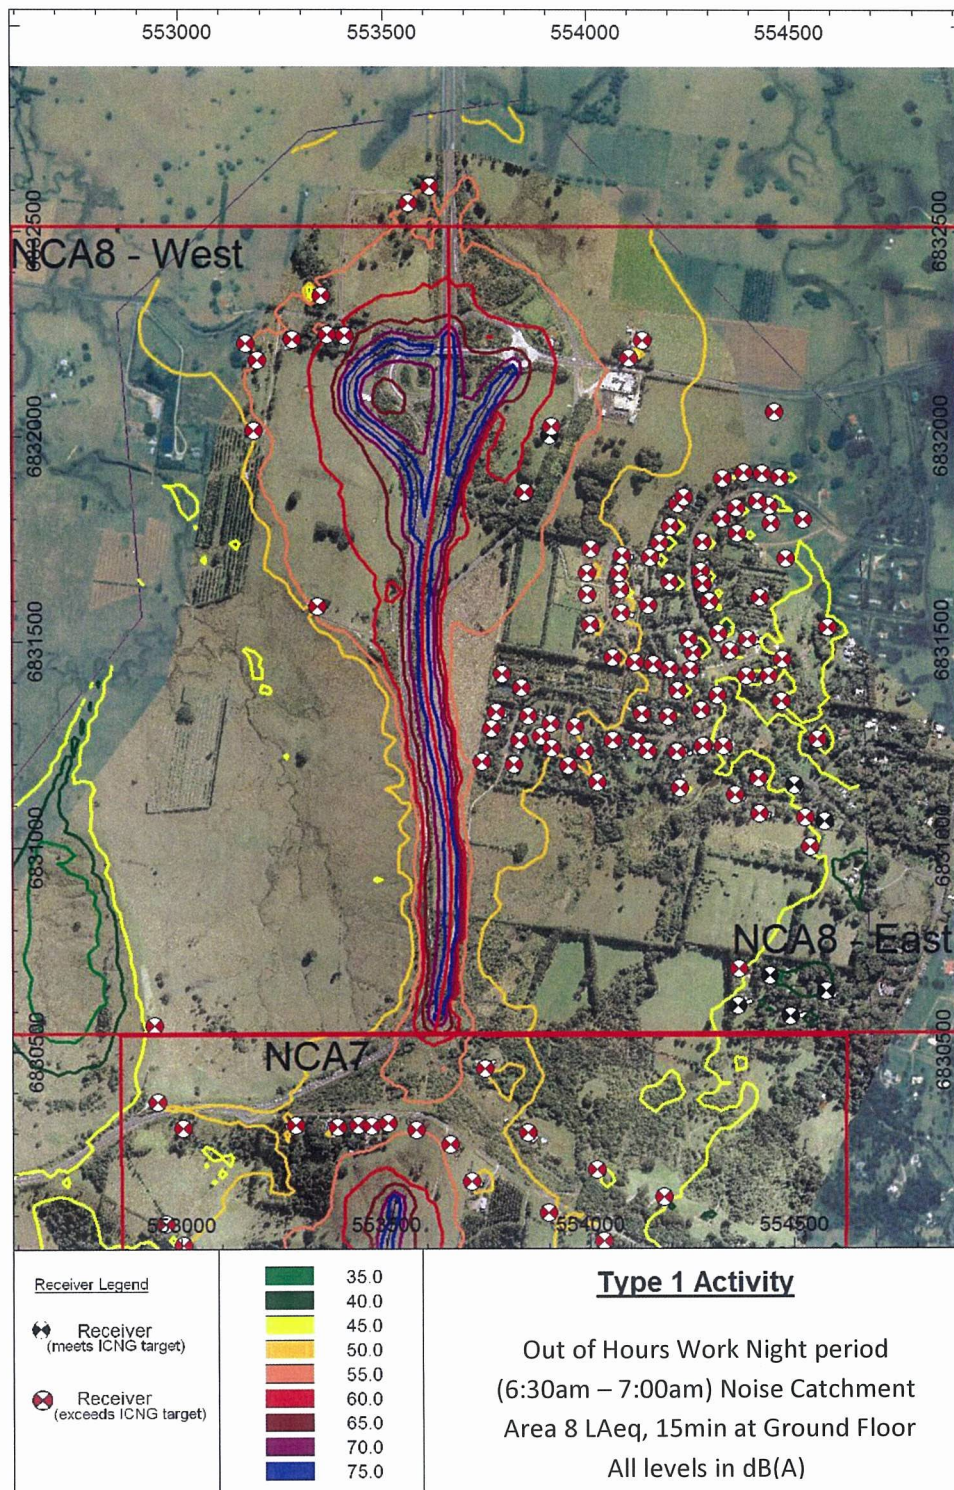 553000 553500 554000 554500
6832500 6832500
NCA8 - West
6832000 6832000
6831500 6831500
6831000 6831000
NCA8 - East
6830500 6830500
NCA7
553000 553500 554000 554500
Receiver Legend
Receiver
(meets ICNG target)
Receiver
(exceeds ICNG target)
35.0
40.0
45.0
50.0
55.0
60.0
65.0
70.0
75.0
Type 1 Activity
Out of Hours Work Night period
(6:30am – 7:00am) Noise Catchment
Area 8 LAeq, 15min at Ground Floor
All levels in dB(A)